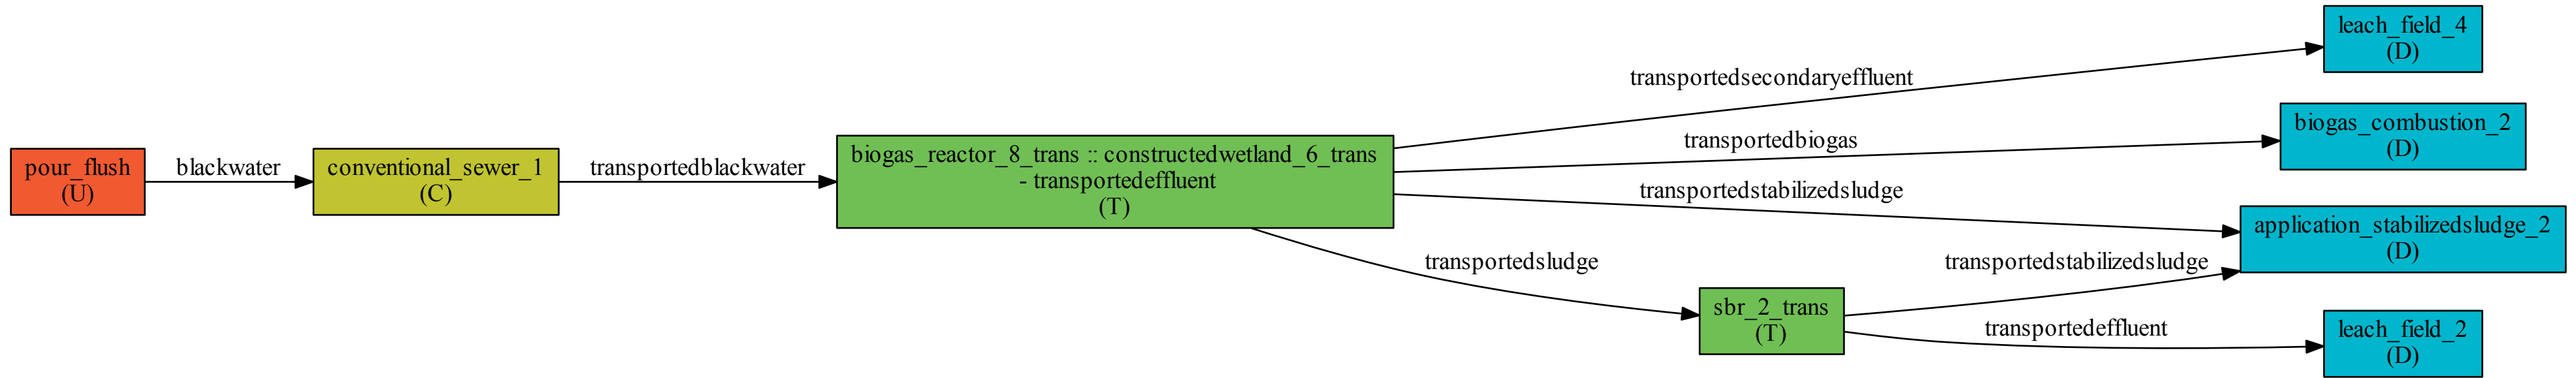 pour_flush
(U)
blackwater
conventional_sewer_1
(C)
transportedblackwater
biogas_reactor_8_trans :: constructedwetland_6_trans
- transportedeffluent
(T)
transportedsecondaryeffluent
leach_field_4
(D)
transportedbiogas
biogas_combustion_2
(D)
transportedstabilizedsludge
application_stabilizedsludge_2
(D)
transportedsludge
sbr_2_trans
(T)
transportedstabilizedsludge
transportedeffluent
leach_field_2
(D)